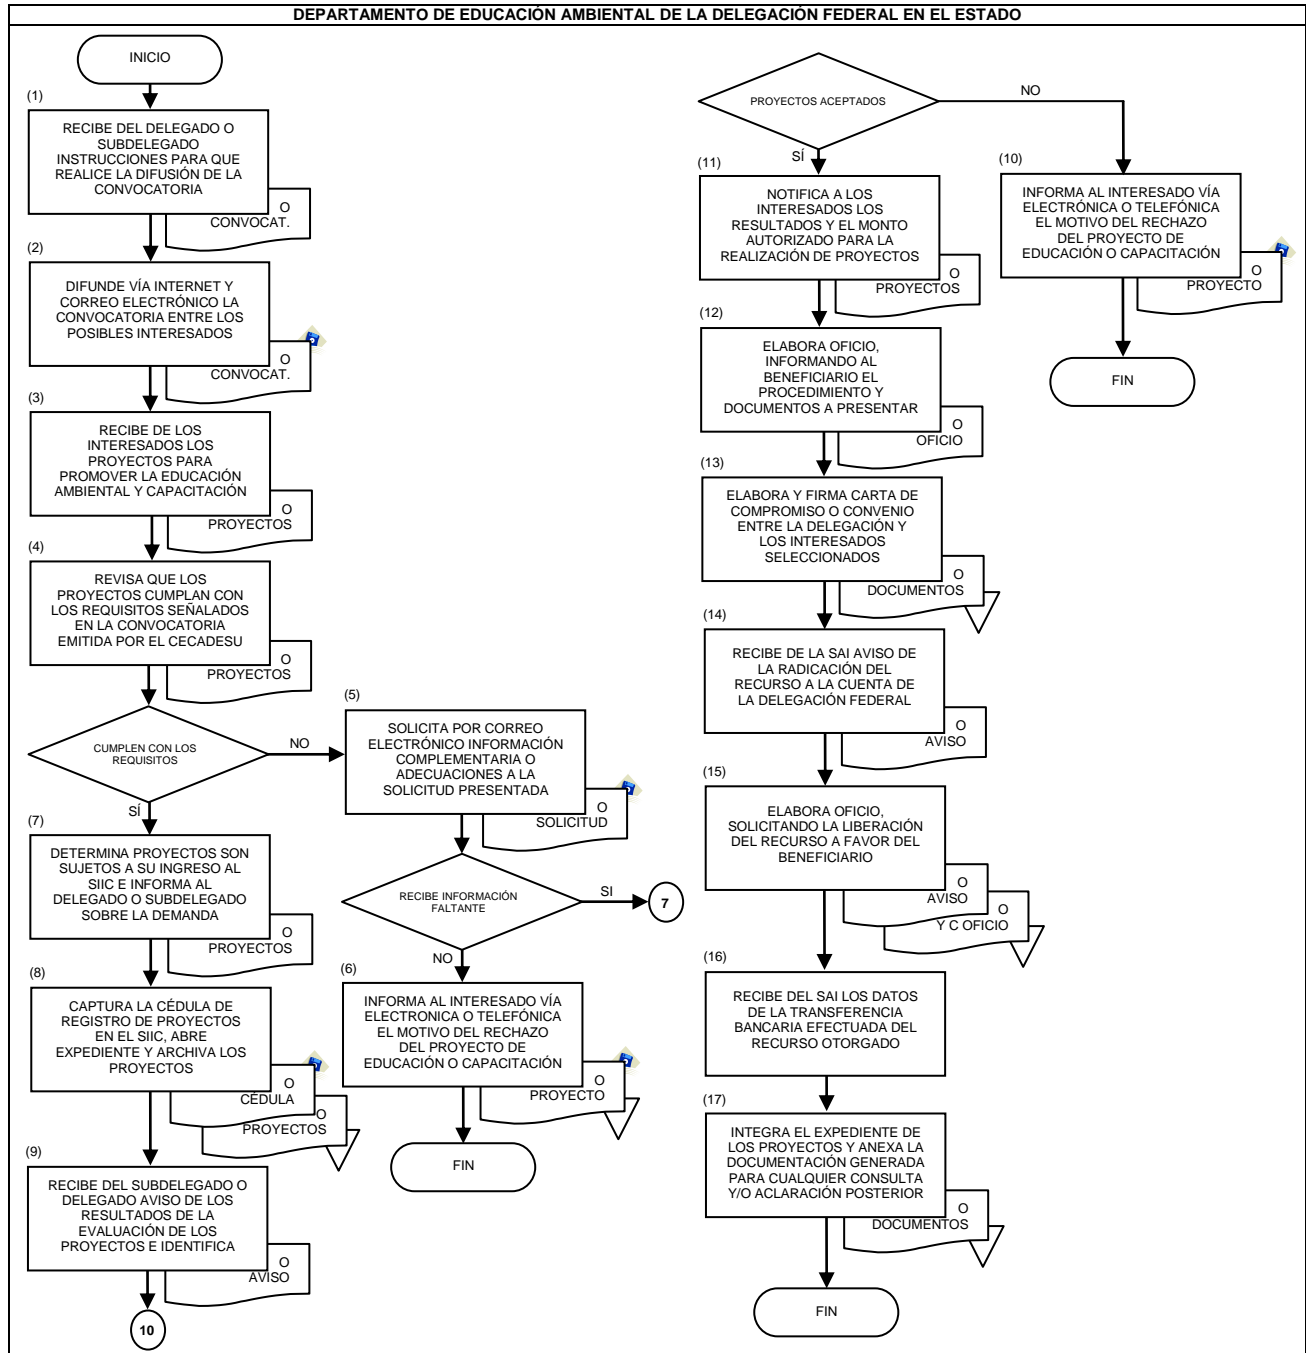 DEPARTAMENTO DE EDUCACIÓN AMBIENTAL DE LA DELEGACIÓN FEDERAL EN EL ESTADO
INICIO
(1)
RECIBE DEL DELEGADO O
SUBDELEGADO
INSTRUCCIONES PARA QUE
REALICE LA DIFUSIÓN DE LA
CONVOCATORIA
O
CONVOCAT.
(2)
DIFUNDE VÍA INTERNET Y
CORREO ELECTRÓNICO LA
CONVOCATORIA ENTRE LOS
POSIBLES INTERESADOS
O
CONVOCAT.
(3)
RECIBE DE LOS
INTERESADOS LOS
PROYECTOS PARA
PROMOVER LA EDUCACIÓN
AMBIENTAL Y CAPACITACIÓN
O
PROYECTOS
(4)
REVISA QUE LOS
PROYECTOS CUMPLAN CON
LOS REQUISITOS SEÑALADOS
EN LA CONVOCATORIA
EMITIDA POR EL CECADESU
O
PROYECTOS
CUMPLEN CON LOS
REQUISITOS
NO
SÍ
(5)
SOLICITA POR CORREO
ELECTRÓNICO INFORMACIÓN
COMPLEMENTARIA O
ADECUACIONES A LA
SOLICITUD PRESENTADA
O
SOLICITUD
RECIBE INFORMACIÓN
FALTANTE
SI
7
NO
(6)
INFORMA AL INTERESADO VÍA
ELECTRONICA O TELEFÓNICA
EL MOTIVO DEL RECHAZO
DEL PROYECTO DE
EDUCACIÓN O CAPACITACIÓN
O
PROYECTO
FIN
(7)
DETERMINA PROYECTOS SON
SUJETOS A SU INGRESO AL
SIIC E INFORMA AL
DELEGADO O SUBDELEGADO
SOBRE LA DEMANDA
O
PROYECTOS
(8)
CAPTURA LA CÉDULA DE
REGISTRO DE PROYECTOS
EN EL SIIC, ABRE
EXPEDIENTE Y ARCHIVA LOS
PROYECTOS
O
CÉDULA
O
PROYECTOS
(9)
RECIBE DEL SUBDELEGADO O
DELEGADO AVISO DE LOS
RESULTADOS DE LA
EVALUACIÓN DE LOS
PROYECTOS E IDENTIFICA
O
AVISO
10
PROYECTOS ACEPTADOS
NO
SÍ
(10)
INFORMA AL INTERESADO VÍA
ELECTRÓNICA O TELEFÓNICA
EL MOTIVO DEL RECHAZO
DEL PROYECTO DE
EDUCACIÓN O CAPACITACIÓN
O
PROYECTO
FIN
(11)
NOTIFICA A LOS
INTERESADOS LOS
RESULTADOS Y EL MONTO
AUTORIZADO PARA LA
REALIZACIÓN DE PROYECTOS
O
PROYECTOS
(12)
ELABORA OFICIO,
INFORMANDO AL
BENEFICIARIO EL
PROCEDIMIENTO Y
DOCUMENTOS A PRESENTAR
O
OFICIO
(13)
ELABORA Y FIRMA CARTA DE
COMPROMISO O CONVENIO
ENTRE LA DELEGACIÓN Y
LOS INTERESADOS
SELECCIONADOS
O
DOCUMENTOS
(14)
RECIBE DE LA SAI AVISO DE
LA RADICACIÓN DEL
RECURSO A LA CUENTA DE
LA DELEGACIÓN FEDERAL
O
AVISO
(15)
ELABORA OFICIO,
SOLICITANDO LA LIBERACIÓN
DEL RECURSO A FAVOR DEL
BENEFICIARIO
O
AVISO
O
Y C OFICIO
(16)
RECIBE DEL SAI LOS DATOS
DE LA TRANSFERENCIA
BANCARIA EFECTUADA DEL
RECURSO OTORGADO
(17)
INTEGRA EL EXPEDIENTE DE
LOS PROYECTOS Y ANEXA LA
DOCUMENTACIÓN GENERADA
PARA CUALQUIER CONSULTA
Y/O ACLARACIÓN POSTERIOR
O
DOCUMENTOS
FIN